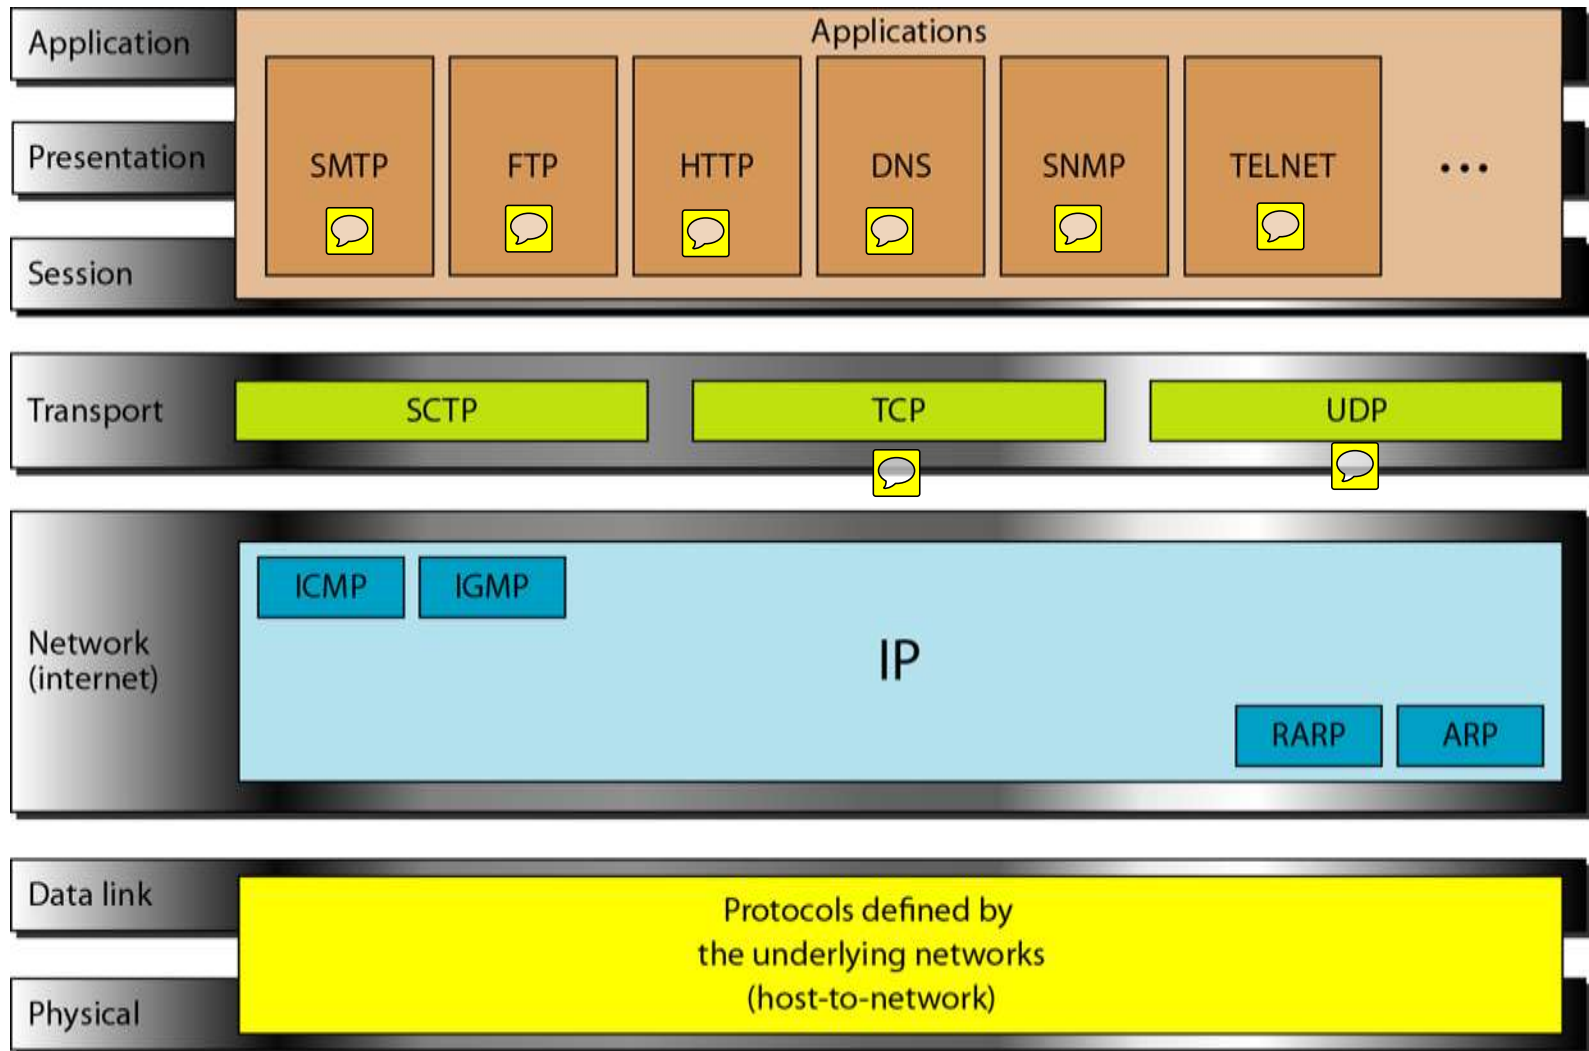 Application
Applications
Presentation
SMTP
FTP
HTTP
DNS
SNMP
TELNET
...
Session
Transport
SCTP
TCP
UDP
Network
(internet)
ICMP
IGMP
IP
RARP
ARP
Data link
Protocols defined by
the underlying networks
(host-to-network)
Physical